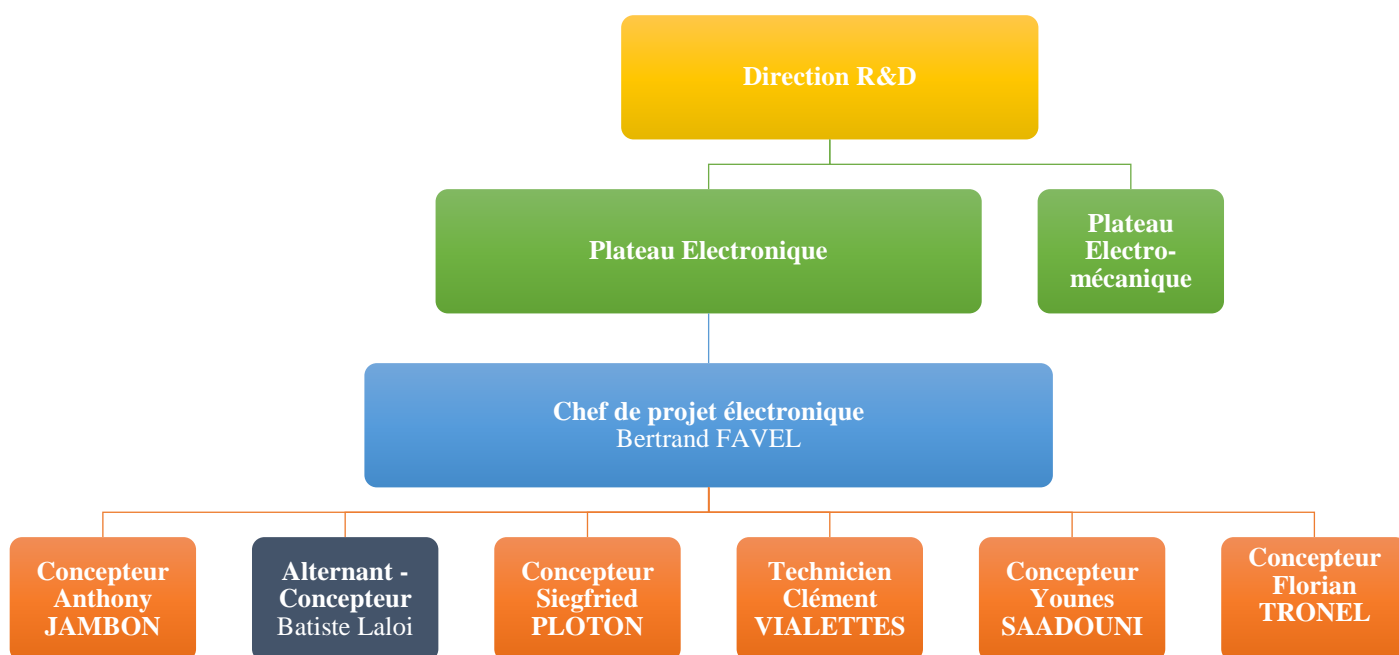 Direction R&D
Plateau Electronique
Plateau
Electro-
mécanique
Chef de projet électronique
Bertrand FAVEL
Concepteur
Anthony
JAMBON
Alternant -
Concepteur
Batiste Laloi
Concepteur
Siegfried
PLOTON
Technicien
Clément
VIALETTES
Concepteur
Younes
SAADOUNI
Concepteur
Florian
TRONEL